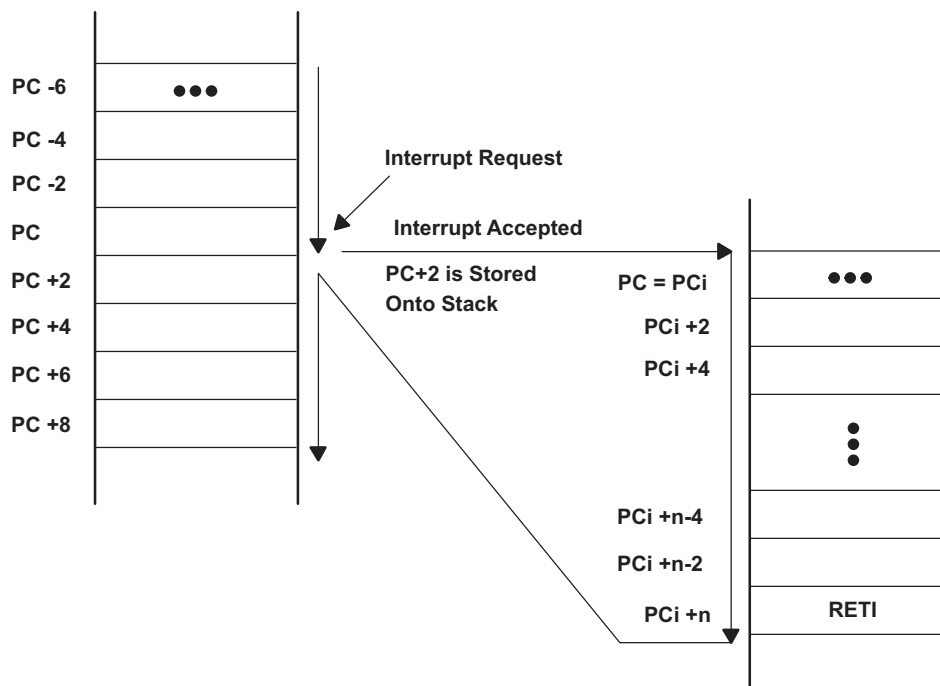 PC -6
PC -4
PC -2
PC
PC +2
PC +4
PC +6
PC +8
Interrupt Request
Interrupt Accepted
PC+2 is Stored
Onto Stack
PC = PCi
PCi +2
PCi +4
PCi +n-4
PCi +n-2
PCi +n
RETI